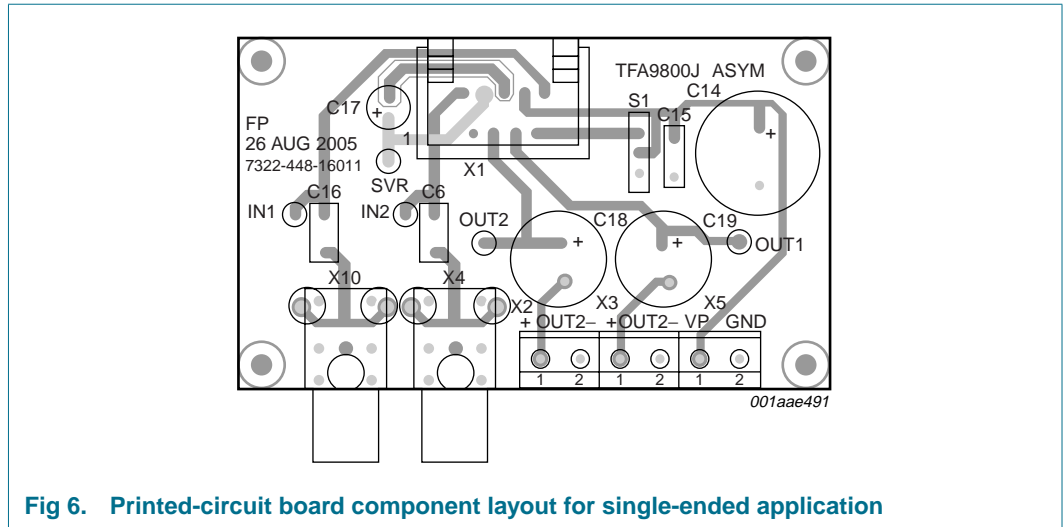 TFA9800J ASYM
C14
S1
C15
C17
+
+
FP
26 AUG 2005
7322-448-16011
1
X1
SVR
C16
C6
IN1
IN2
OUT2
C18
C19
+
+
OUT1
X10
X4
X2
X3
X5
+ OUT2–
+OUT2–
VP
GND
1
2
1
2
1
2
001aae491
Fig 6. Printed-circuit board component layout for single-ended application